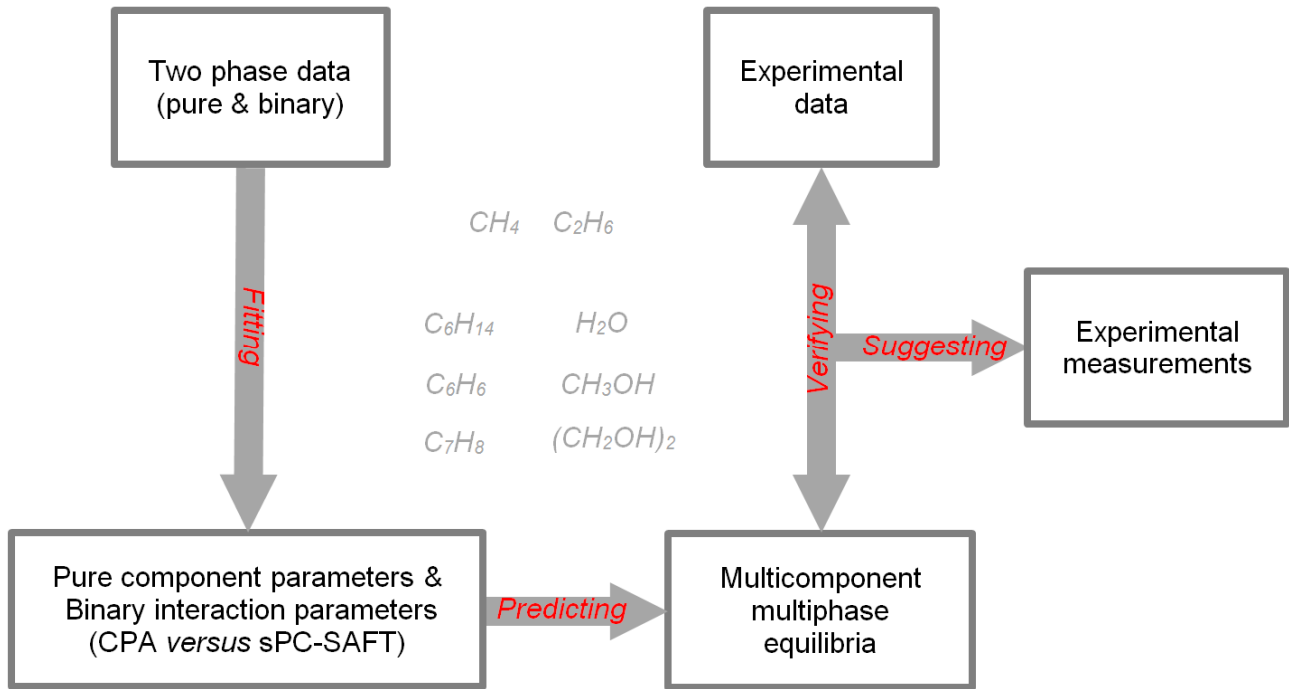 Two phase data
(pure & binary)
Experimental
data
CH₄ C₂H₆
Fitting
C₆H₁₄ H₂O
C₆H₆ CH₃OH
C₇H₈ (CH₂OH)₂
Verifying
Suggesting
Experimental
measurements
Pure component parameters &
Binary interaction parameters
(CPA versus sPC-SAFT)
Predicting
Multicomponent
multiphase
equilibria